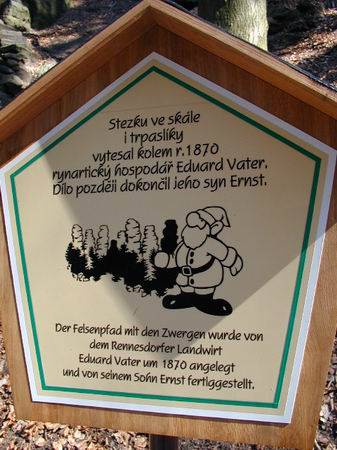 Stezku ve skále
i trpaslíky
vytesal kolem r.1870
rynartický hospodář Eduard Vater.
Dílo později dokončil jeho syn Ernst.
Der Felsenpfad mit den Zwergen wurde von
dem Rennesdorfer Landwirt
Eduard Vater um 1870 angelegt
und von seinem Sohn Ernst fertiggestellt.